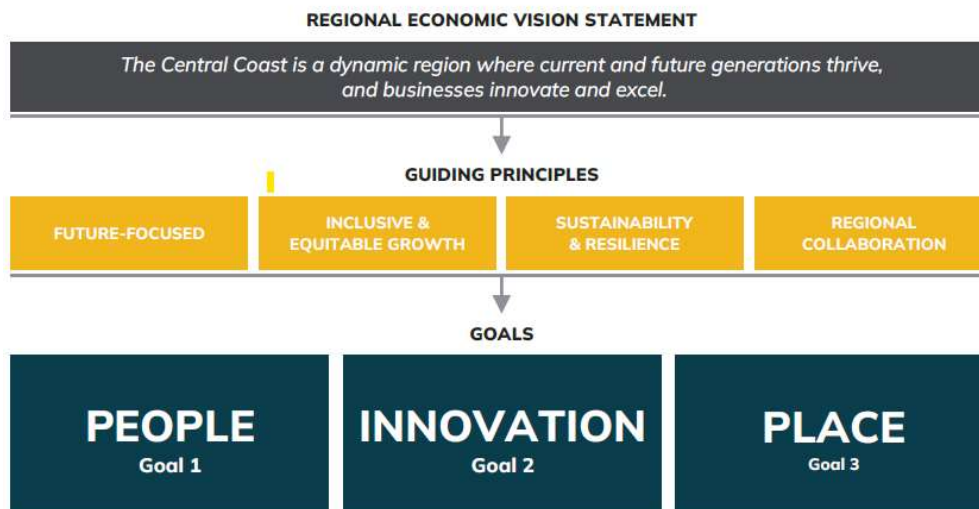 REGIONAL ECONOMIC VISION STATEMENT
The Central Coast is a dynamic region where current and future generations thrive,
and businesses innovate and excel.
GUIDING PRINCIPLES
FUTURE-FOCUSED
INCLUSIVE &
EQUITABLE GROWTH
SUSTAINABILITY
& RESILIENCE
REGIONAL
COLLABORATION
GOALS
PEOPLE
Goal 1
INNOVATION
Goal 2
PLACE
Goal 3